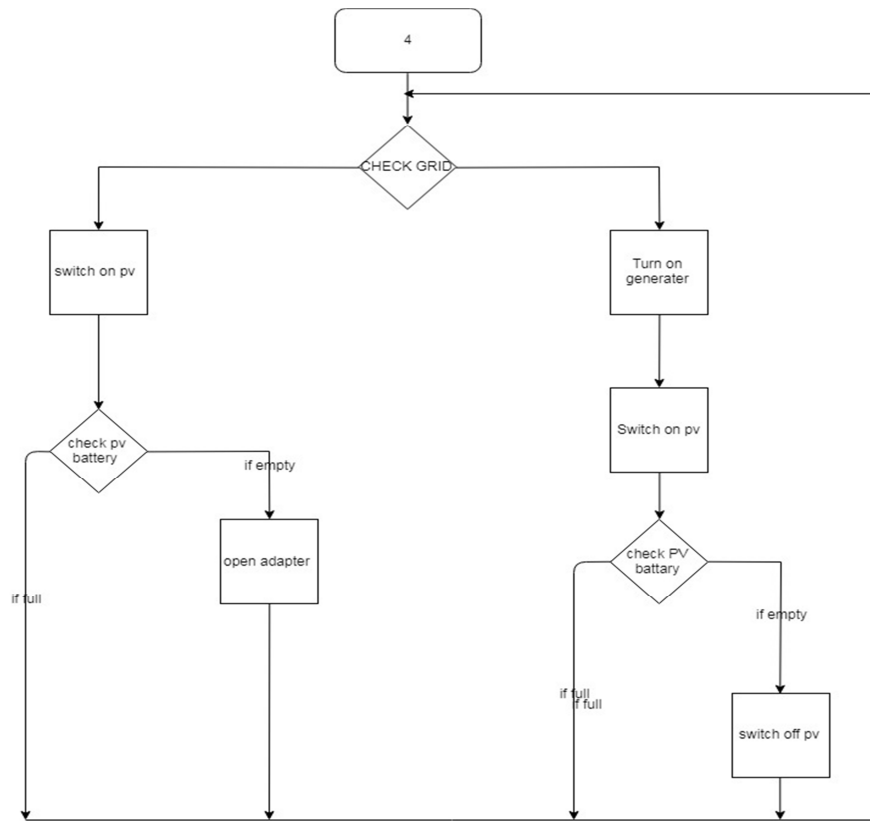 4
CHECK GRID
switch on pv
Turn on
generater
Switch on pv
check pv
battery
if empty
open adapter
check PV
battary
if full
if empty
if full
if full
switch off pv